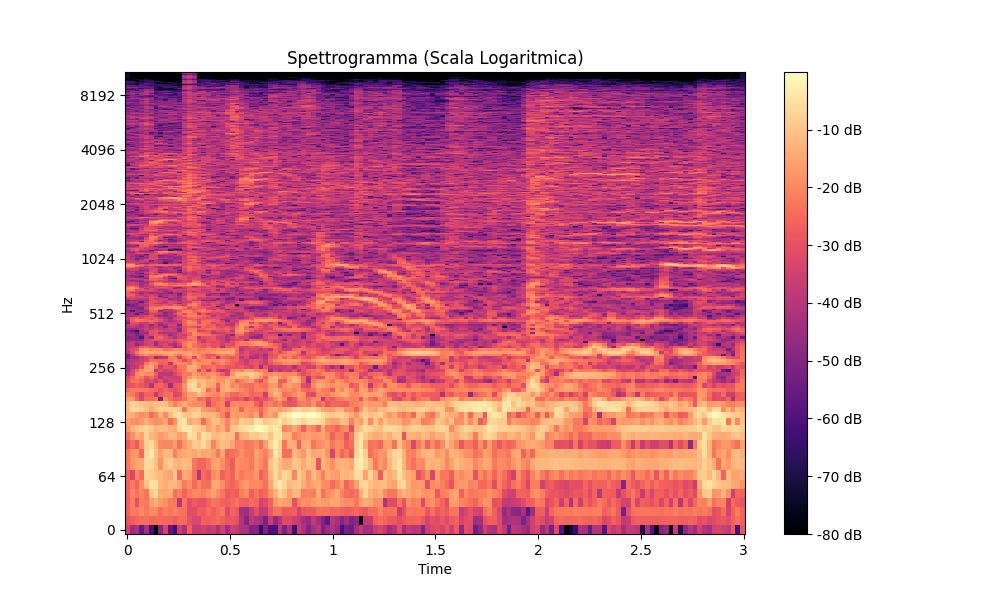 Spettrogramma (Scala Logaritmica)
Hz
8192
4096
2048
1024
512
256
128
64
0
0
0.5
1
1.5
2
2.5
3
Time
-10 dB
-20 dB
-30 dB
-40 dB
-50 dB
-60 dB
-70 dB
-80 dB